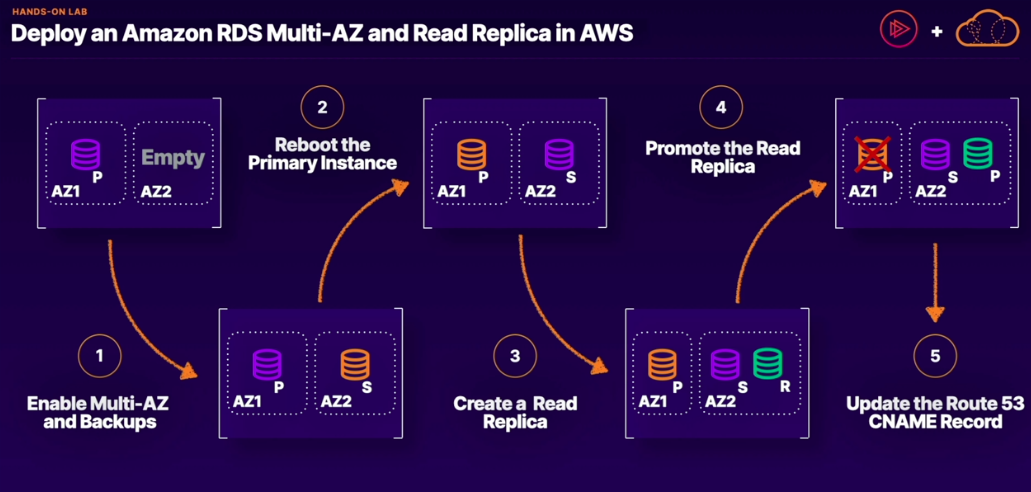 HANDS-ON LAB
Deploy an Amazon RDS Multi-AZ and Read Replica in AWS
+
P
AZ1
Empty
AZ2
1
Enable Multi-AZ
and Backups
P
AZ1
S
AZ2
2
Reboot the
Primary Instance
P
AZ1
S
AZ2
3
Create a Read
Replica
P
AZ1
S
R
AZ2
4
Promote the Read
Replica
P
AZ1
S
P
AZ2
5
Update the Route 53
CNAME Record